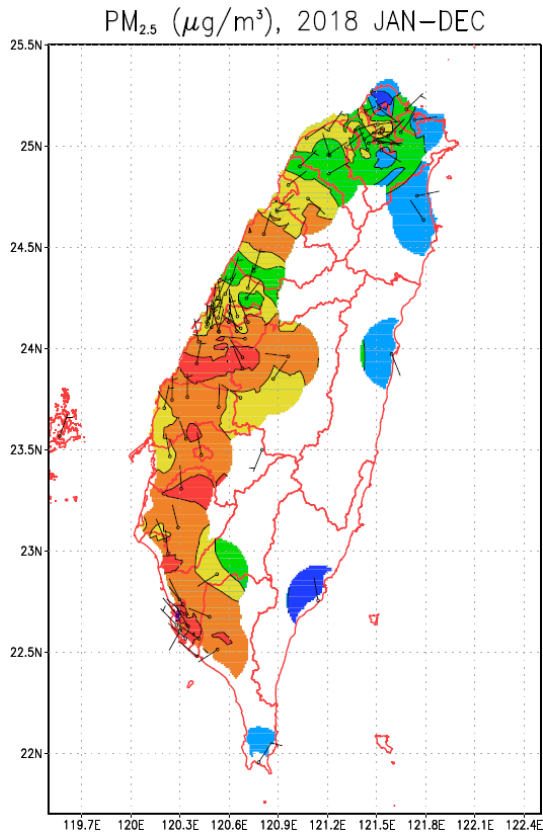 PM₂.₅ (μg/m³), 2018 JAN−DEC
25.5N
25N
24.5N
24N
23.5N
23N
22.5N
22N
119.7E 120E 120.3E 120.6E 120.9E 121.2E 121.5E 121.8E 122.1E 122.4E